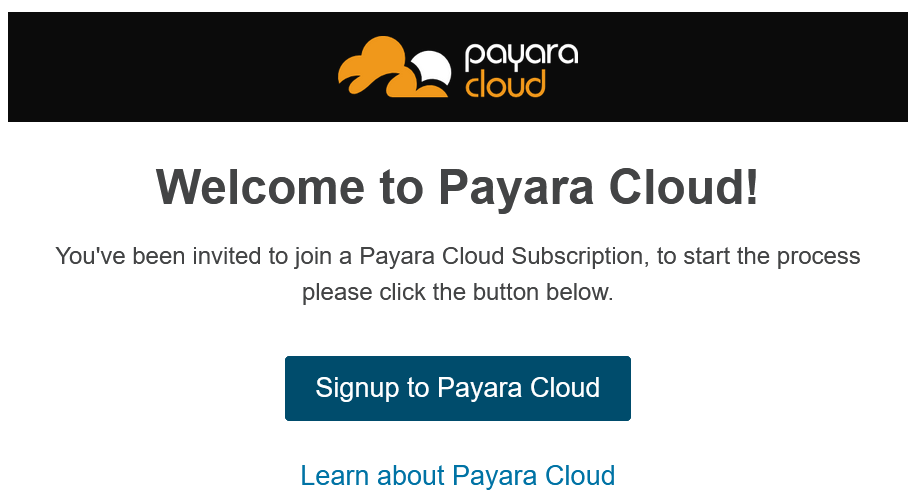 payara
cloud
Welcome to Payara Cloud!
You've been invited to join a Payara Cloud Subscription, to start the process
please click the button below.
Signup to Payara Cloud
Learn about Payara Cloud